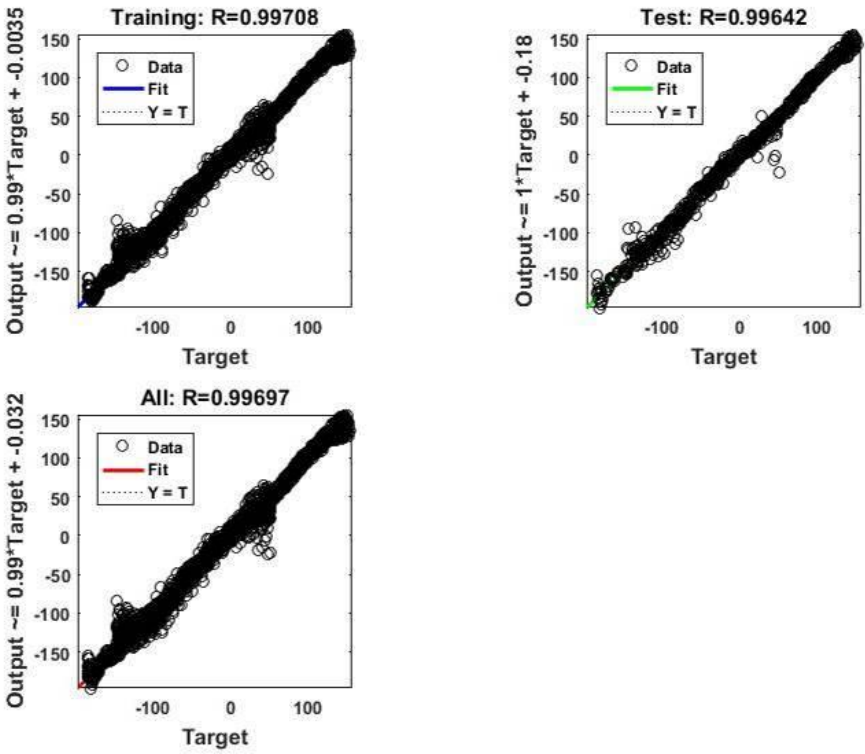 Training: R=0.99708
Output ~= 0.99*Target + -0.0035
150
100
50
0
-50
-100
-150
Data
Fit
Y = T
-100 0 100
Target
Test: R=0.99642
Output ~= 1*Target + -0.18
150
100
50
0
-50
-100
-150
Data
Fit
Y = T
-100 0 100
Target
All: R=0.99697
Output ~= 0.99*Target + -0.032
150
100
50
0
-50
-100
-150
Data
Fit
Y = T
-100 0 100
Target